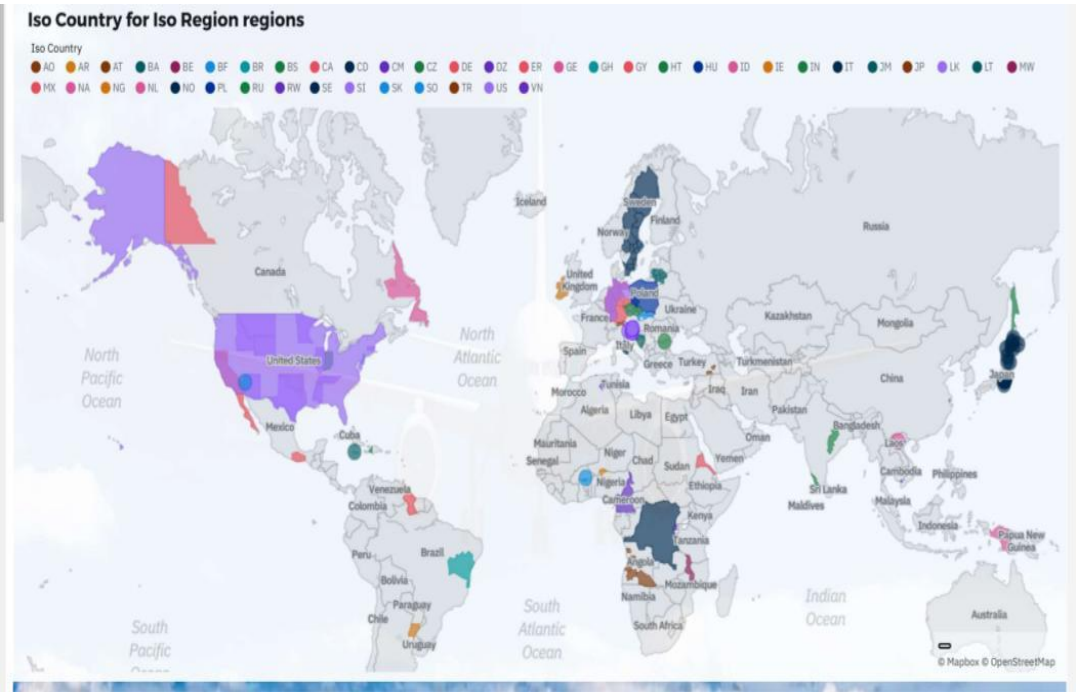 Iso Country for Iso Region regions
Iso Country
AO AR AT BA BE BF BR BS CA CD CM CZ DE DZ ER GE GH GY HT HU ID IE IN IT JM JP LK LT MW
MX NA NG NL NO PL RU RW SE SI SK SO TR US VN
Iceland
Sweden
Finland
Norway
Russia
Canada
United
Kingdom
Poland
Ukraine
France
Romania
Italy
Kazakhstan
Mongolia
North
Pacific
Ocean
United States
North
Atlantic
Ocean
Spain
Greece
Turkey
Turkmenistan
Japan
China
Morocco
Tunisia
Iraq
Iran
Algeria
Libya
Egypt
Pakistan
Mexico
Cuba
Bangladesh
Oman
Mauritania
Niger
Chad
Sudan
Yemen
Laos
Senegal
Nigeria
Ethiopia
Cambodia
Philippines
Venezuela
Colombia
Cameroon
Sri Lanka
Maldives
Malaysia
Kenya
Indonesia
Papua New
Guinea
Tanzania
Peru
Brazil
Angola
Bolivia
Mozambique
Namibia
Paraguay
Chile
Uruguay
South Africa
Australia
South
Pacific
Ocean
South
Atlantic
Ocean
Indian
Ocean
© Mapbox © OpenStreetMap